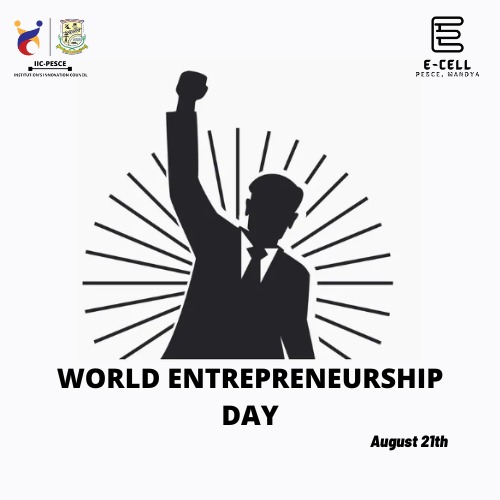 IIC-PESCE
INSTITUTION'S INNOVATION COUNCIL
E-CELL
PESCE, MANDYA
WORLD ENTREPRENEURSHIP
DAY
August 21th